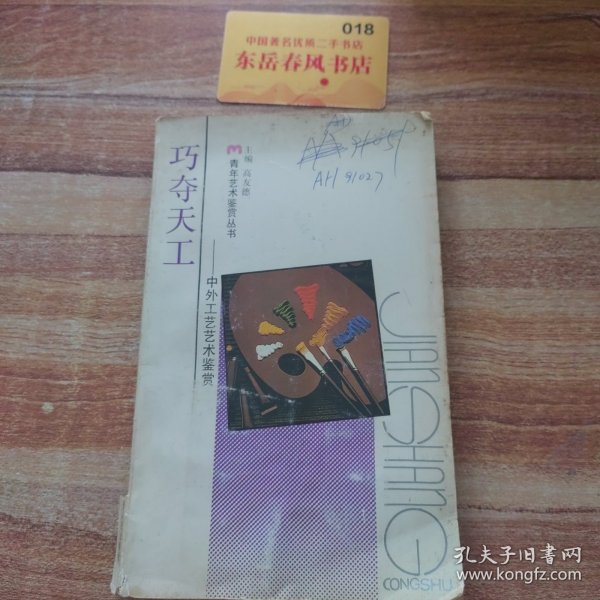 018
中国著名优质二手书店
东岳春风书店
AH 91027
主编 高友德
青年艺术鉴赏丛书
巧夺天工
——中外工艺艺术鉴赏
JIANSHANG
CONGSHU
孔夫子旧书网
www.kongfz.com